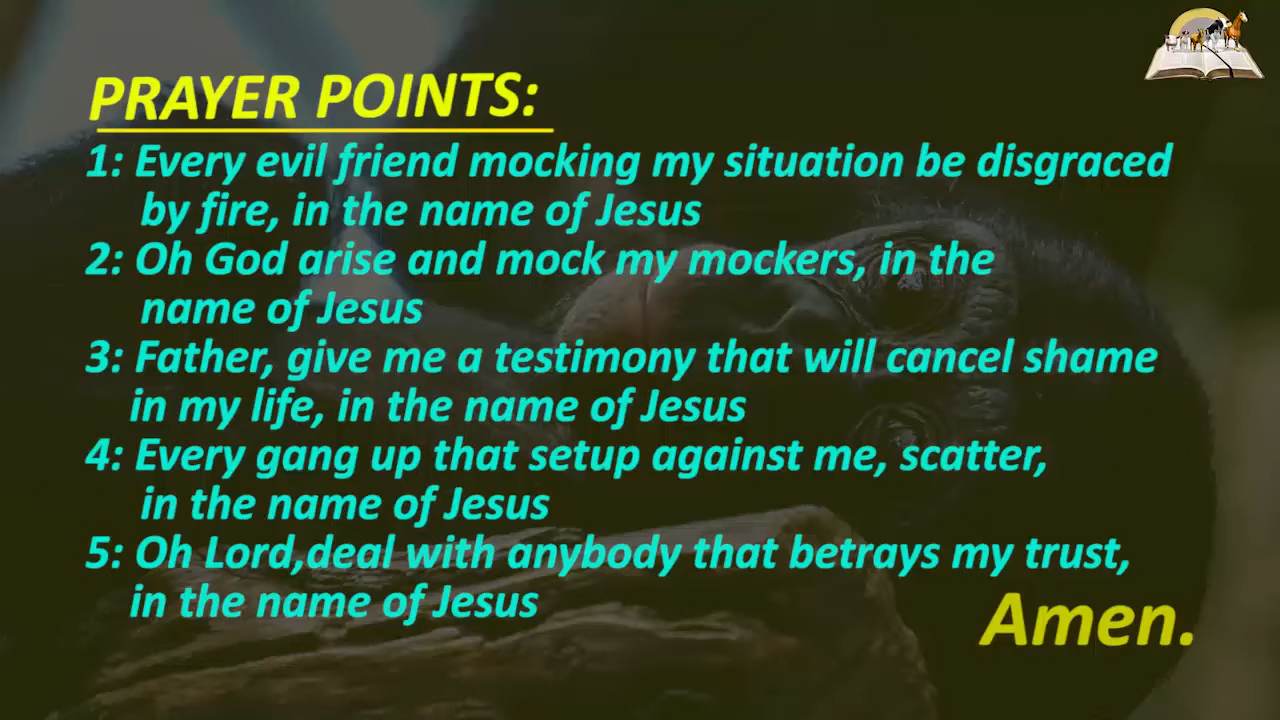 PRAYER POINTS:
1: Every evil friend mocking my situation be disgraced
by fire, in the name of Jesus
2: Oh God arise and mock my mockers, in the
name of Jesus
3: Father, give me a testimony that will cancel shame
in my life, in the name of Jesus
4: Every gang up that setup against me, scatter,
in the name of Jesus
5: Oh Lord,deal with anybody that betrays my trust,
in the name of Jesus
Amen.